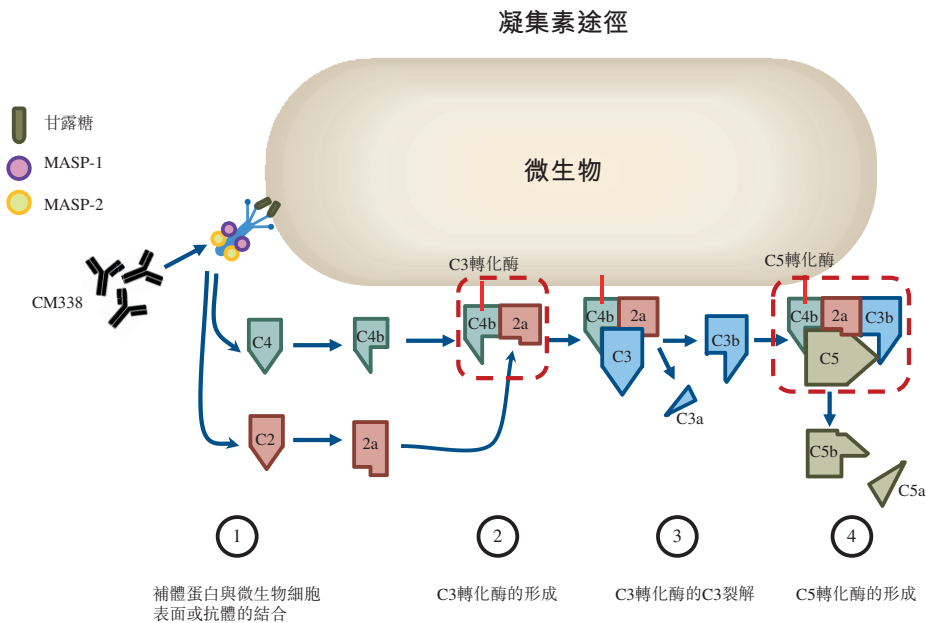 凝集素途徑
甘露糖
MASP-1
MASP-2
微生物
CM338
C3轉化酶
C5轉化酶
C4
C4b
C4b
2a
C4b
2a
C3
C3b
C3a
C4b
2a
C3b
C5
C2
2a
C5b
C5a
1
2
3
4
補體蛋白與微生物細胞
表面或抗體的結合
C3轉化酶的形成
C3轉化酶的C3裂解
C5轉化酶的形成